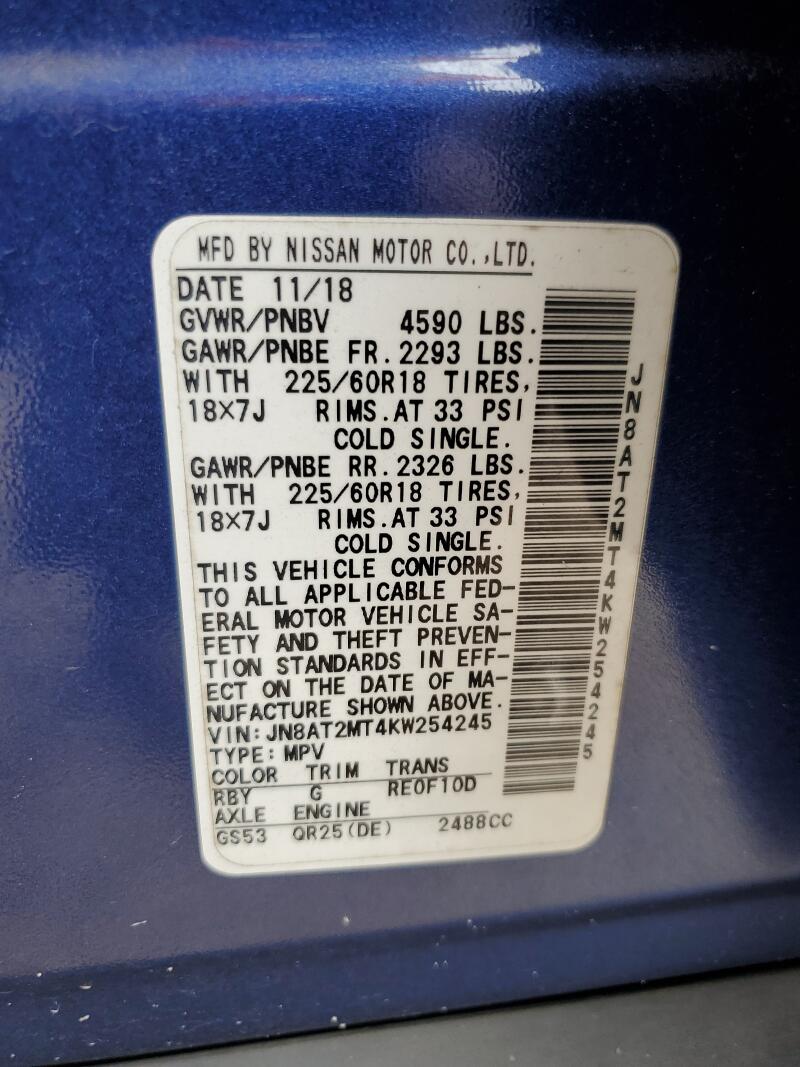 MFD BY NISSAN MOTOR CO.,LTD.
DATE 11/18
GVWR/PNBV 4590 LBS.
GAWR/PNBE FR.2293 LBS.
WITH 225/60R18 TIRES,
18×7J RIMS.AT 33 PSI
COLD SINGLE.
GAWR/PNBE RR.2326 LBS.
WITH 225/60R18 TIRES,
18×7J RIMS.AT 33 PSI
COLD SINGLE.
THIS VEHICLE CONFORMS
TO ALL APPLICABLE FED-
ERAL MOTOR VEHICLE SA-
FETY AND THEFT PREVEN-
TION STANDARDS IN EFF-
ECT ON THE DATE OF MA-
NUFACTURE SHOWN ABOVE.
VIN:JN8AT2MT4KW254245
TYPE:MPV
COLOR TRIM TRANS
RBY G RE0F10D
AXLE ENGINE
GS53 QR25(DE) 2488CC
JN8AT2MT4KW254245